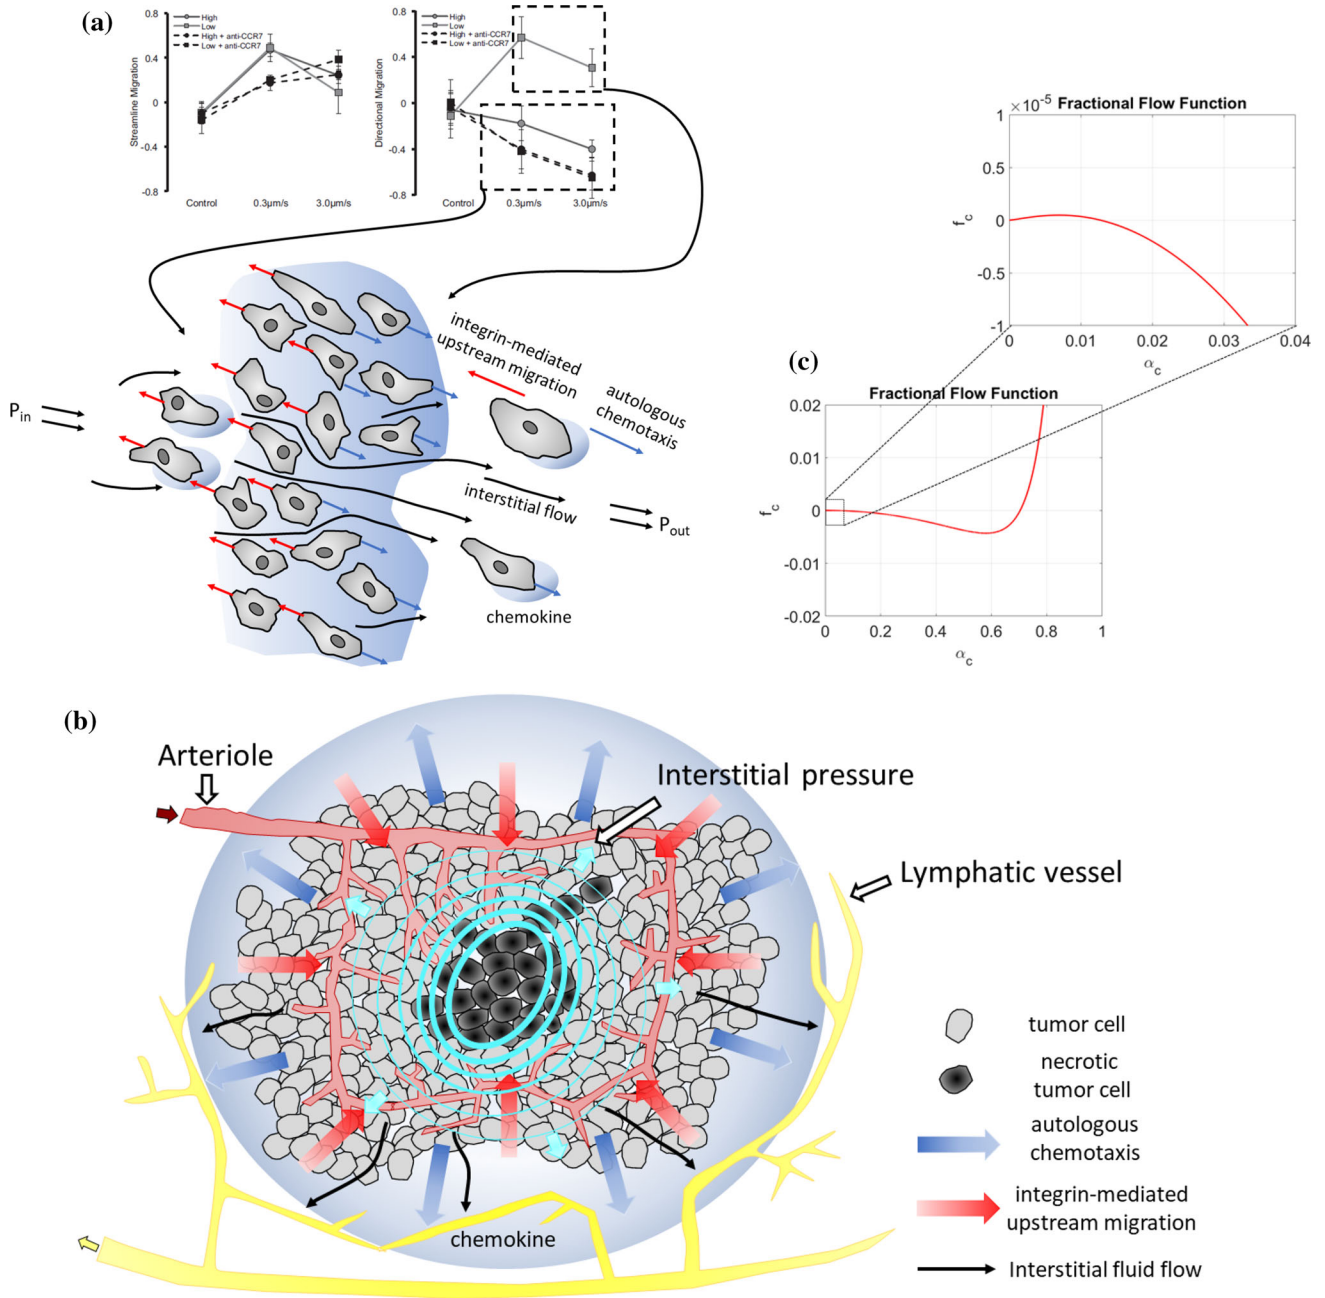 (a)
0.8
0.4
0
-0.4
-0.8
Streamline Migration
High
Low
High + anti-CCR7
Low + anti-CCR7
Control
0.3µm/s
3.0µm/s
0.8
0.4
0
-0.4
-0.8
Directional Migration
High
Low
High + anti-CCR7
Low + anti-CCR7
Control
0.3µm/s
3.0µm/s
Pin
integrin-mediated
upstream migration
autologous
chemotaxis
interstitial flow
Pout
chemokine
(c)
×10-5
Fractional Flow Function
1
0.5
0
-0.5
-1
fc
0
0.01
0.02
0.03
0.04
αc
Fractional Flow Function
0.02
0.01
0
-0.01
-0.02
fc
0
0.2
0.4
0.6
0.8
1
αc
(b)
Arteriole
Interstitial pressure
Lymphatic vessel
chemokine
tumor cell
necrotic
tumor cell
autologous
chemotaxis
integrin-mediated
upstream migration
Interstitial fluid flow